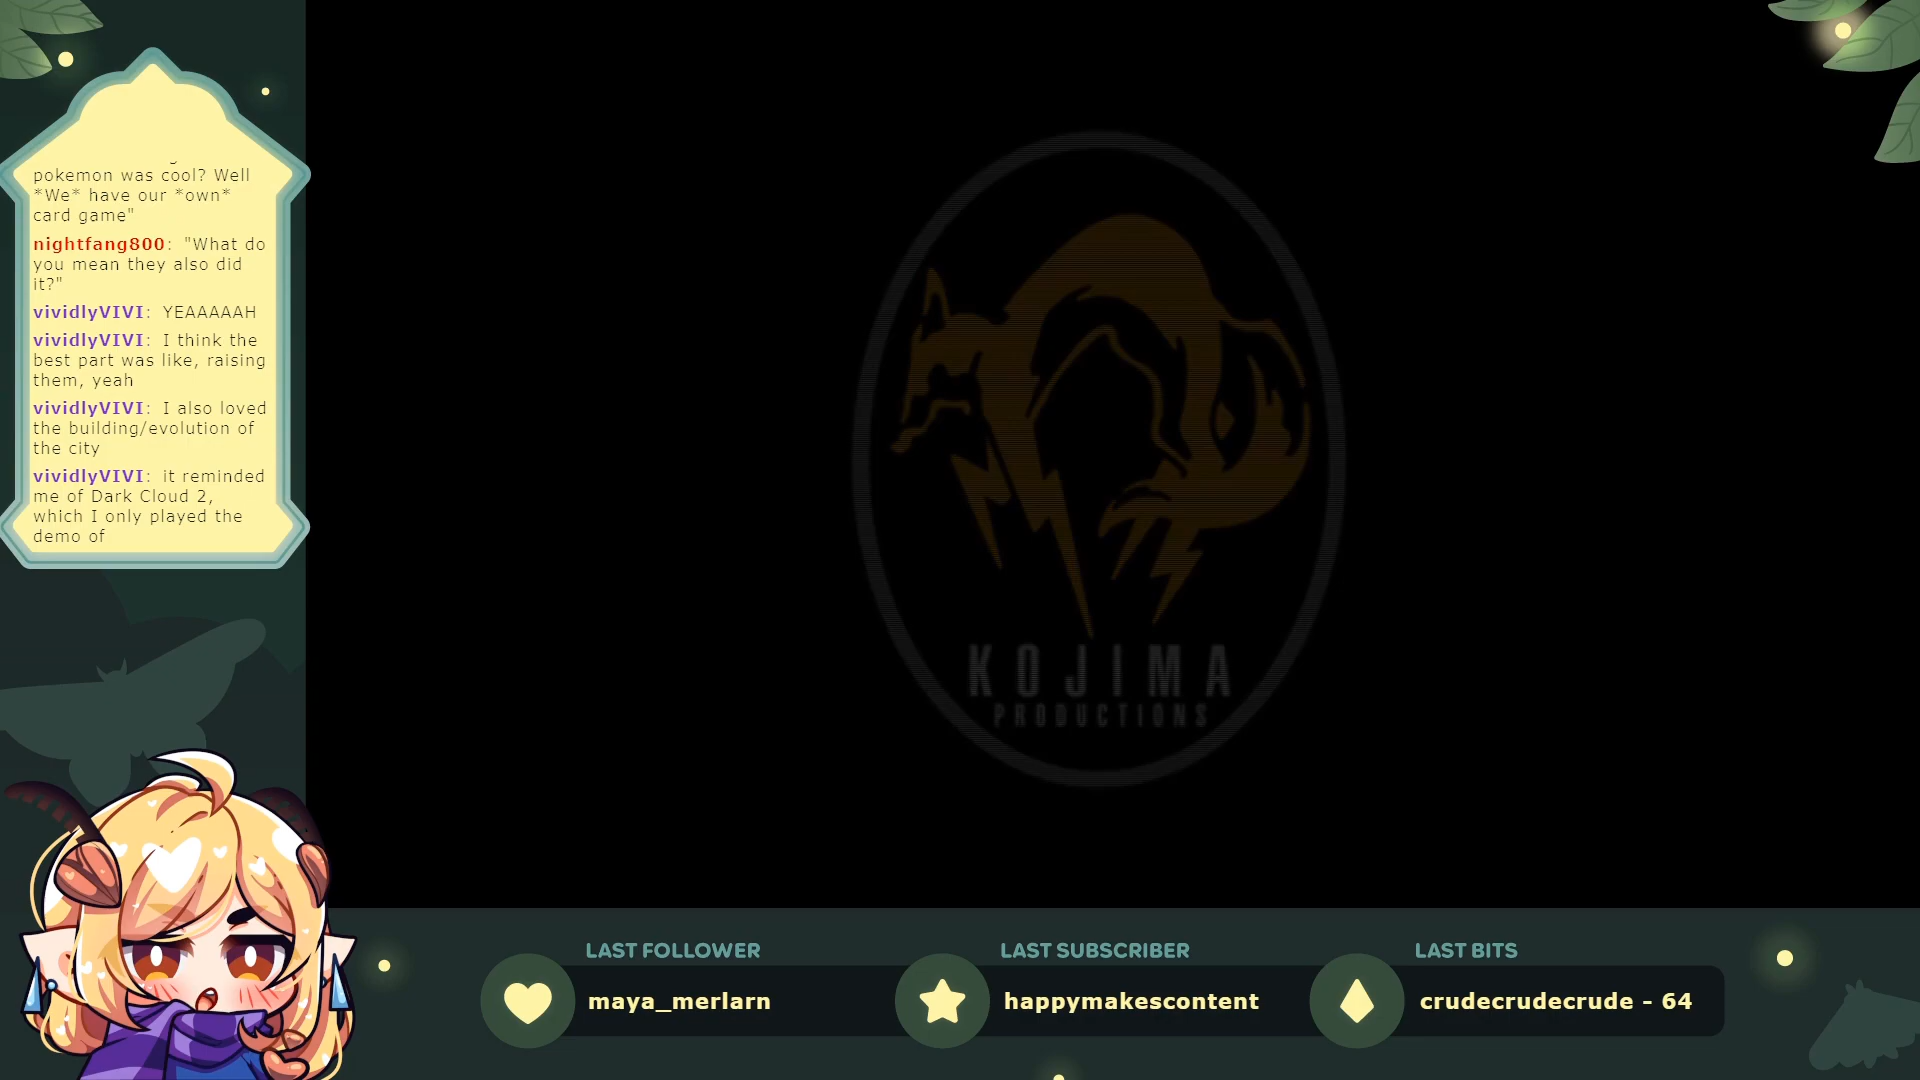 pokemon was cool? Well
*We* have our *own*
card game"
nightfang800: "What do
you mean they also did
it?"
vividlyVIVI: YEAAAAAH
vividlyVIVI: I think the
best part was like, raising
them, yeah
vividlyVIVI: I also loved
the building/evolution of
the city
vividlyVIVI: it reminded
me of Dark Cloud 2,
which I only played the
demo of
KOJIMA
PRODUCTIONS
LAST FOLLOWER
maya_merlarn
LAST SUBSCRIBER
happymakescontent
LAST BITS
crudecrudecrude - 64